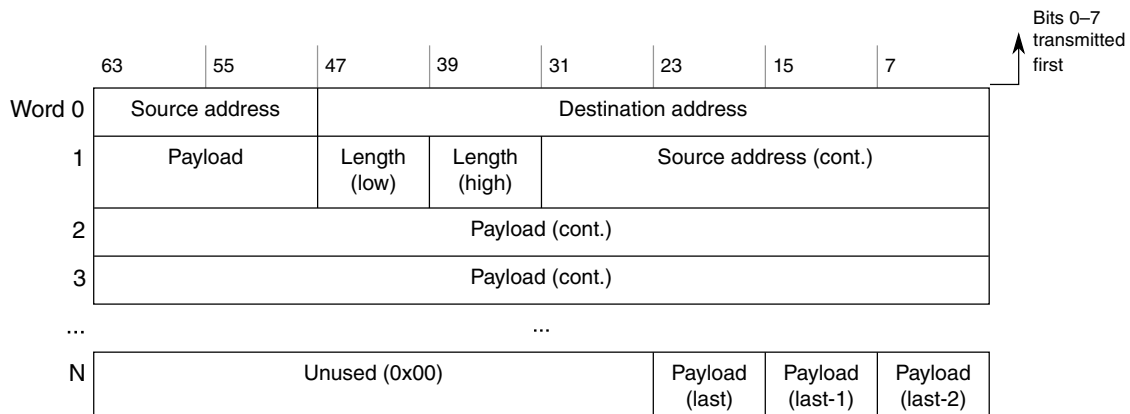 Bits 0–7
transmitted
first
63 55 47 39 31 23 15 7
Word 0 Source address Destination address
1 Payload Length Length Source address (cont.)
(low) (high)
2 Payload (cont.)
3 Payload (cont.)
... ...
N Unused (0x00) Payload Payload Payload
(last) (last-1) (last-2)